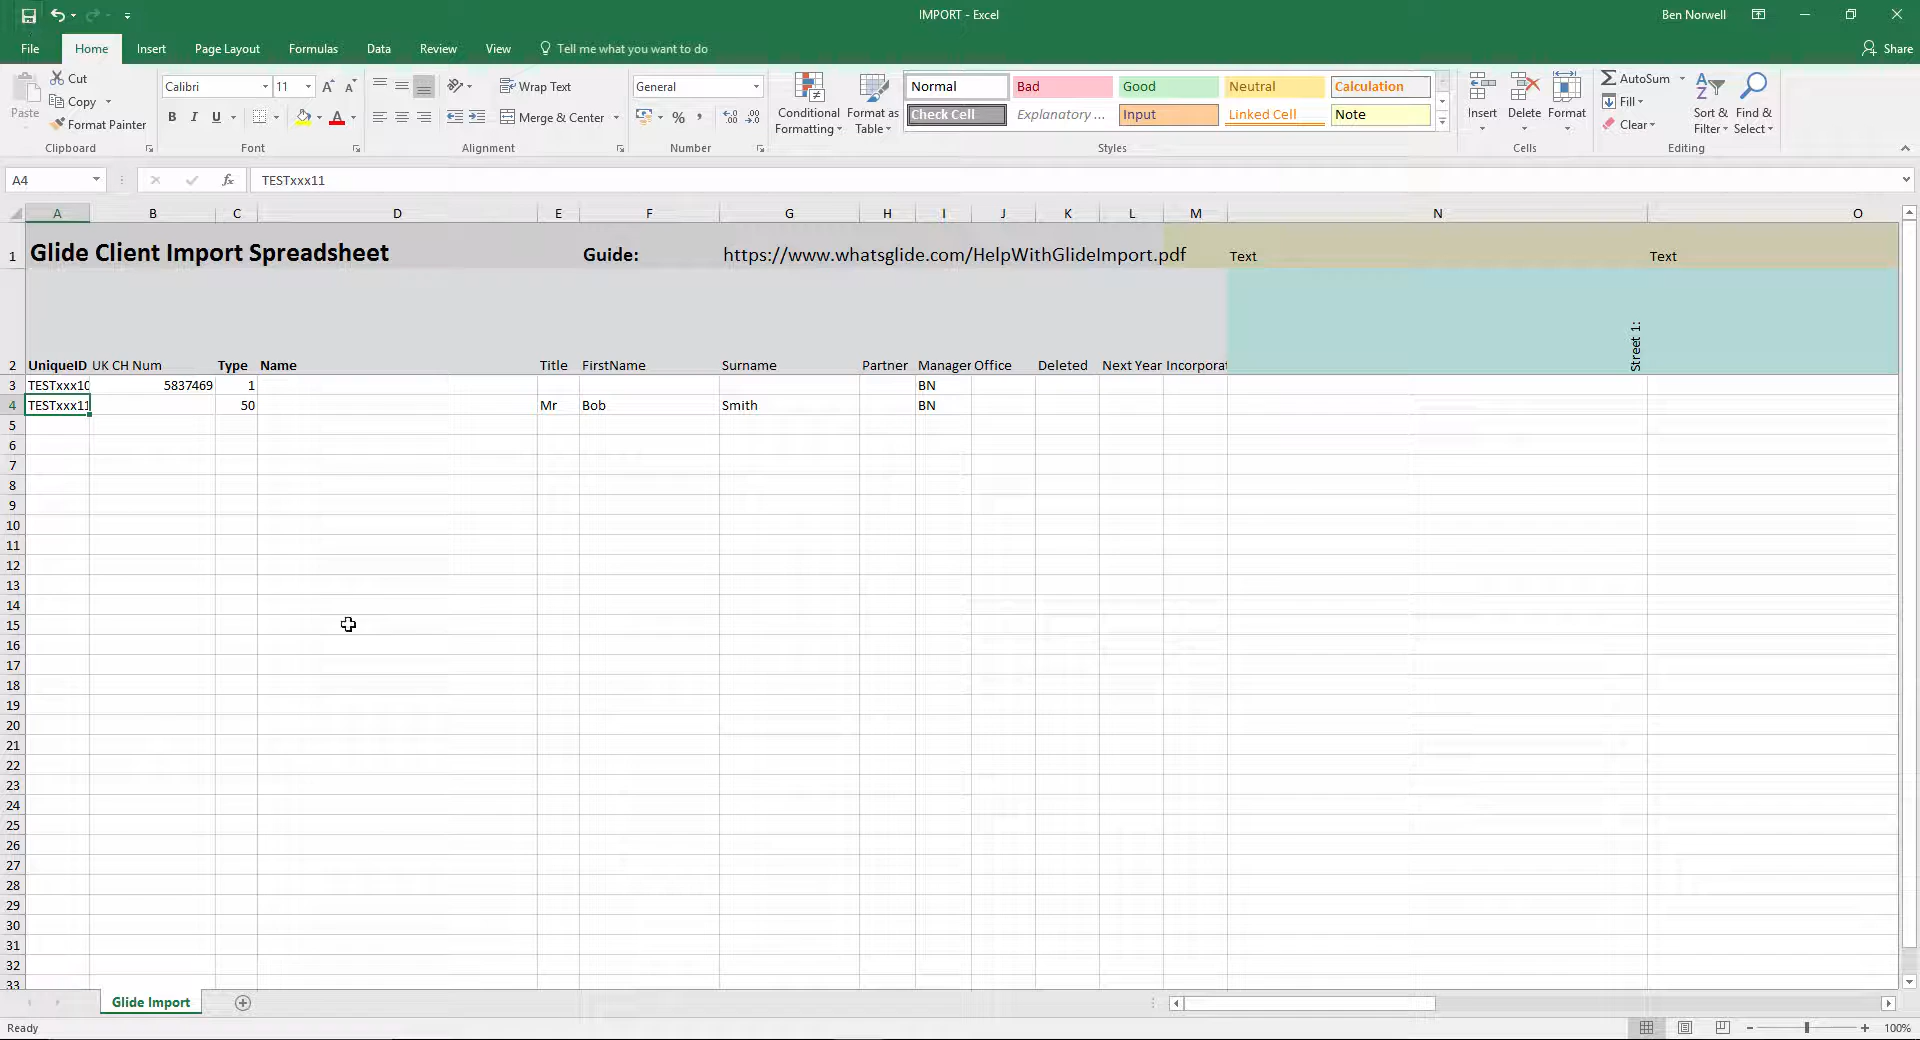 IMPORT - Excel
Ben Norwell
File Home Insert Page Layout Formulas Data Review View Tell me what you want to do Share
Paste Cut
Copy
Format Painter
Clipboard
Calibri 11 A A
B I U A
Font
Wrap Text
Merge & Center
Alignment
General
% ,
Number
Conditional Formatting
Format as Table
Normal Bad Good Neutral Calculation
Check Cell Explanatory ... Input Linked Cell Note
Styles
Insert Delete Format
Cells
AutoSum
Fill
Clear
Sort & Filter
Find & Select
Editing
A4 fx TESTxxx11
A B C D E F G H I J K L M N O
1 Glide Client Import Spreadsheet Guide: https://www.whatsglide.com/HelpWithGlideImport.pdf Text Text
Street 1:
2 UniqueID UK CH Num Type Name Title FirstName Surname Partner Manager Office Deleted Next Year Incorporat
3 TESTxxx10 5837469 1 BN
4 TESTxxx11 50 Mr Bob Smith BN
5
6
7
8
9
10
11
12
13
14
15
16
17
18
19
20
21
22
23
24
25
26
27
28
29
30
31
32
33
Glide Import
Ready 100%